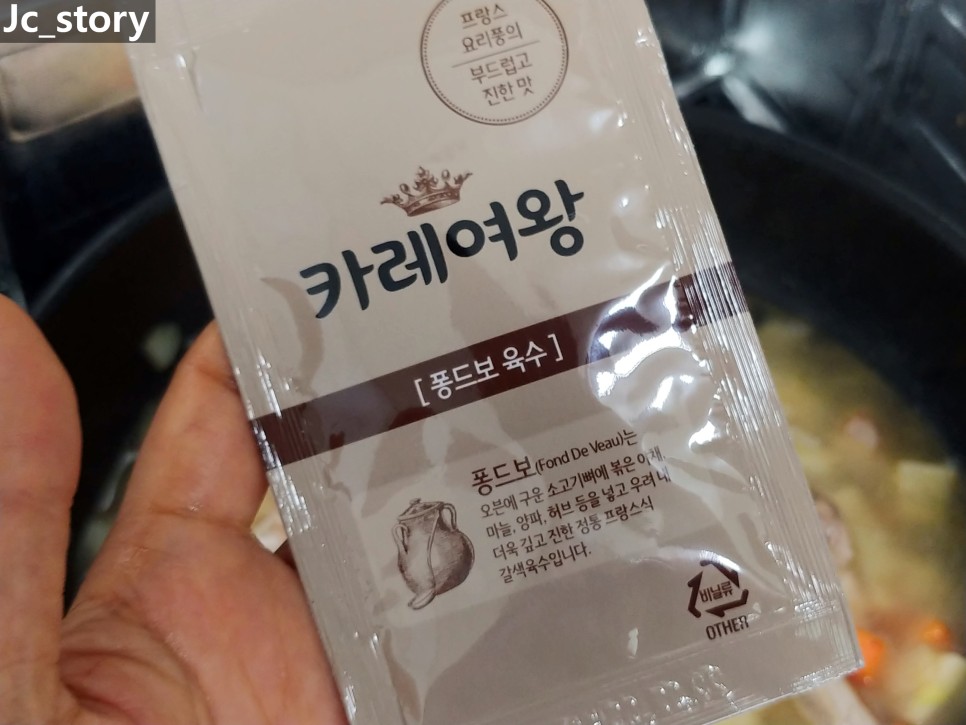 Jc_story
프랑스
요리퐁의
부드럽고
진한 맛
카레여왕
[ 퐁드보 육수 ]
퐁드보(Fond De Veau)는
오븐에 구운 소고기뼈에 볶은 야채,
마늘, 양파, 허브 등을 넣고 우려내
더욱 깊고 진한 정통 프랑스식
갈색육수입니다.
비닐류
OTHER